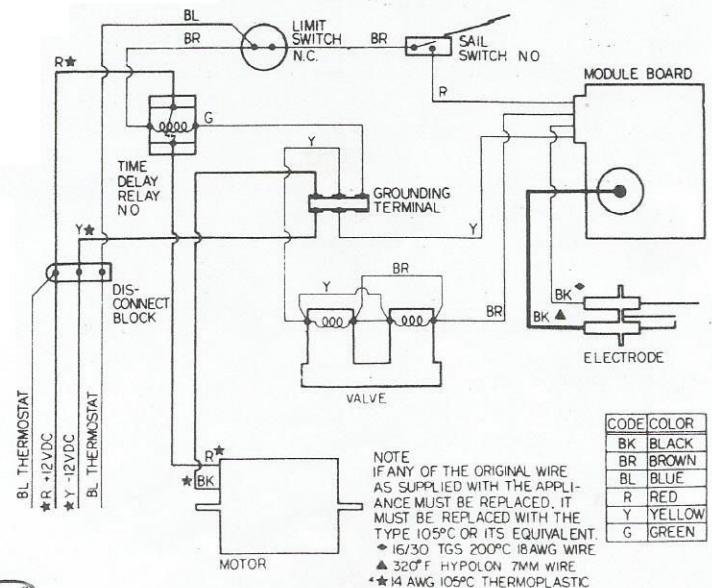 BL
LIMIT
SWITCH
N.C.
BR
BR
SAIL
SWITCH NO
R★
R
MODULE BOARD
G
Y
TIME
DELAY
RELAY
NO
GROUNDING
TERMINAL
Y★
Y
DIS-
CONNECT
BLOCK
BR
Y
BR
BK ◆
BK ▲
ELECTRODE
VALVE
BL THERMOSTAT
★R +12VDC
★Y -12VDC
BL THERMOSTAT
R★
★BK
MOTOR
NOTE
IF ANY OF THE ORIGINAL WIRE
AS SUPPLIED WITH THE APPLI-
ANCE MUST BE REPLACED, IT
MUST BE REPLACED WITH THE
TYPE 105°C OR ITS EQUIVALENT.
◆ 16/30 TGS 200°C 18AWG WIRE
▲ 320°F HYPOLON 7MM WIRE
★ 14 AWG 105°C THERMOPLASTIC
CODE COLOR
BK BLACK
BR BROWN
BL BLUE
R RED
Y YELLOW
G GREEN